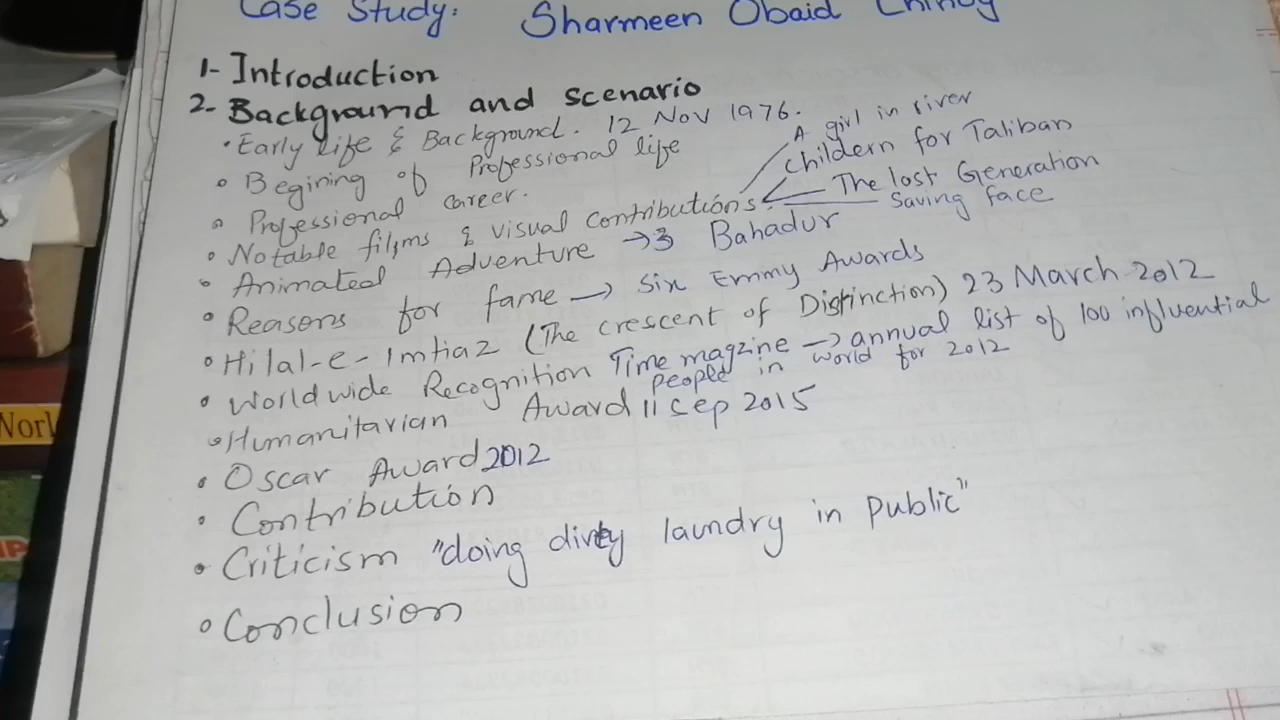 Case Study: Sharmeen Obaid Chinoy
1- Introduction
2- Background and scenario
• Early life & Background. 12 Nov 1976.
• Begining of Professional life
• Professional career.
• Notable films & visual contributions
A girl in river
childern for Taliban
The lost Generation
Saving face
• Animated Adventure → 3 Bahadur
• Reasons for fame → Six Emmy Awards
• Hilal-e-Imtiaz (The crescent of Distinction) 23 March 2012
• Worldwide Recognition Time magzine → annual list of 100 influential
people in world for 2012
• Humanitarian Award 11 Sep 2015
• Oscar Award 2012
• Contribution
• Criticism "doing dirty laundry in public"
• Conclusion
Worl